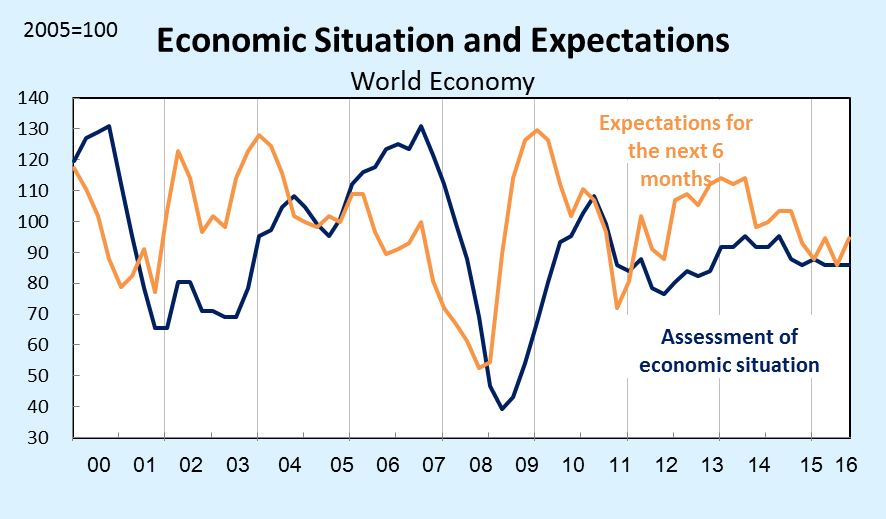 2005=100
Economic Situation and Expectations
World Economy
140
130
120
110
100
90
80
70
60
50
40
30
Expectations for
the next 6
months
Assessment of
economic situation
00 01 02 03 04 05 06 07 08 09 10 11 12 13 14 15 16